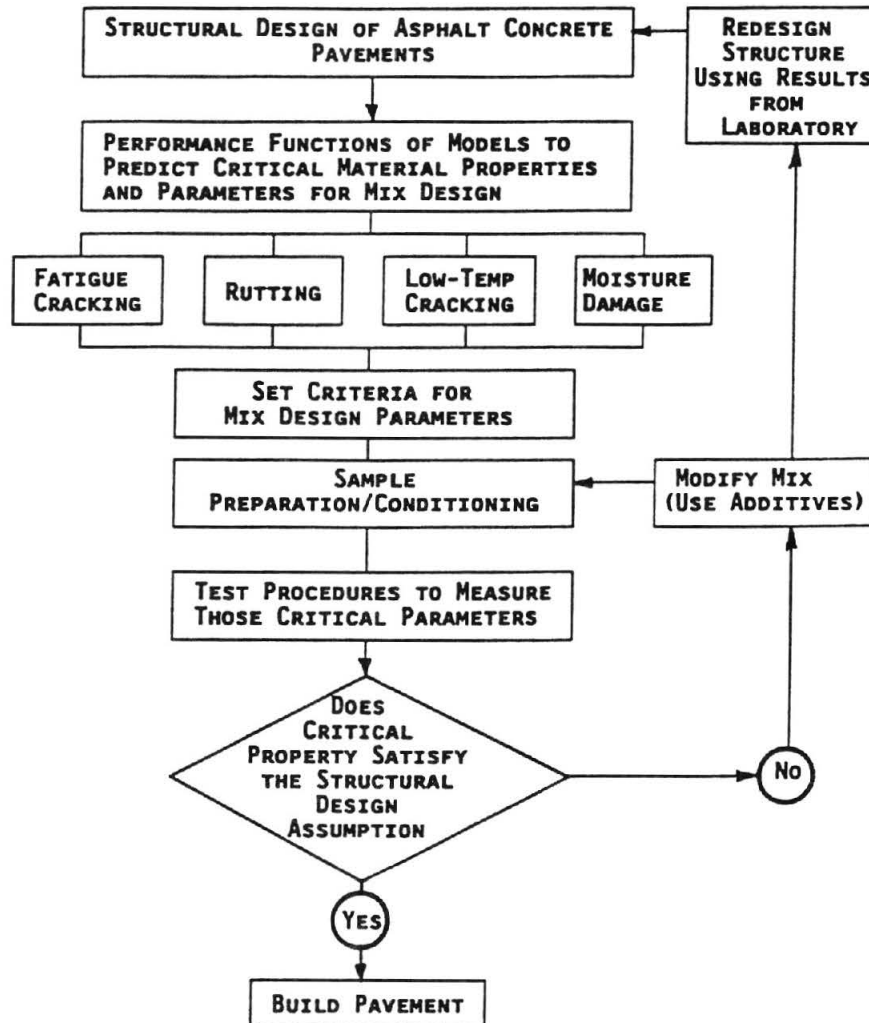 STRUCTURAL DESIGN OF ASPHALT CONCRETE
PAVEMENTS
REDESIGN
STRUCTURE
USING RESULTS
FROM
LABORATORY
PERFORMANCE FUNCTIONS OF MODELS TO
PREDICT CRITICAL MATERIAL PROPERTIES
AND PARAMETERS FOR MIX DESIGN
FATIGUE
CRACKING
RUTTING
LOW-TEMP
CRACKING
MOISTURE
DAMAGE
SET CRITERIA FOR
MIX DESIGN PARAMETERS
SAMPLE
PREPARATION/CONDITIONING
MODIFY MIX
(USE ADDITIVES)
TEST PROCEDURES TO MEASURE
THOSE CRITICAL PARAMETERS
DOES
CRITICAL
PROPERTY SATISFY
THE STRUCTURAL
DESIGN
ASSUMPTION
NO
YES
BUILD PAVEMENT